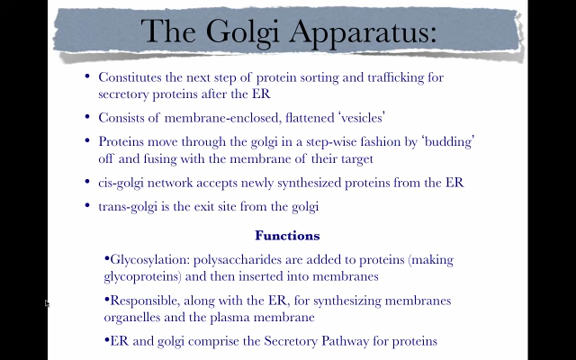 The Golgi Apparatus:
• Constitutes the next step of protein sorting and trafficking for
secretory proteins after the ER
• Consists of membrane-enclosed, flattened ‘vesicles’
• Proteins move through the golgi in a step-wise fashion by ‘budding’
off and fusing with the membrane of their target
• cis-golgi network accepts newly synthesized proteins from the ER
• trans-golgi is the exit site from the golgi
Functions
•Glycosylation: polysaccharides are added to proteins (making
glycoproteins) and then inserted into membranes
•Responsible, along with the ER, for synthesizing membranes
organelles and the plasma membrane
•ER and golgi comprise the Secretory Pathway for proteins